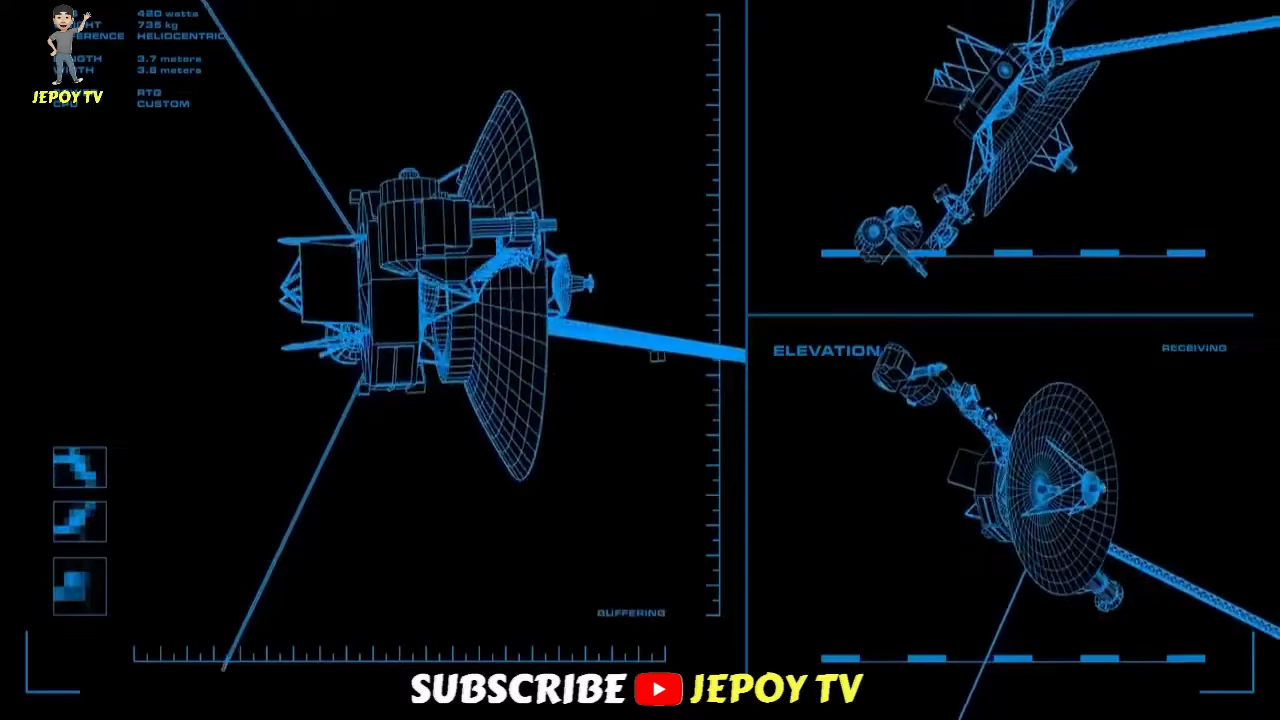 420 watts
735 kg
HELIOCENTRIC
3.7 meters
3.8 meters
RTG
CUSTOM
JEPOY TV
ELEVATION
RECEIVING
BUFFERING
SUBSCRIBE JEPOY TV